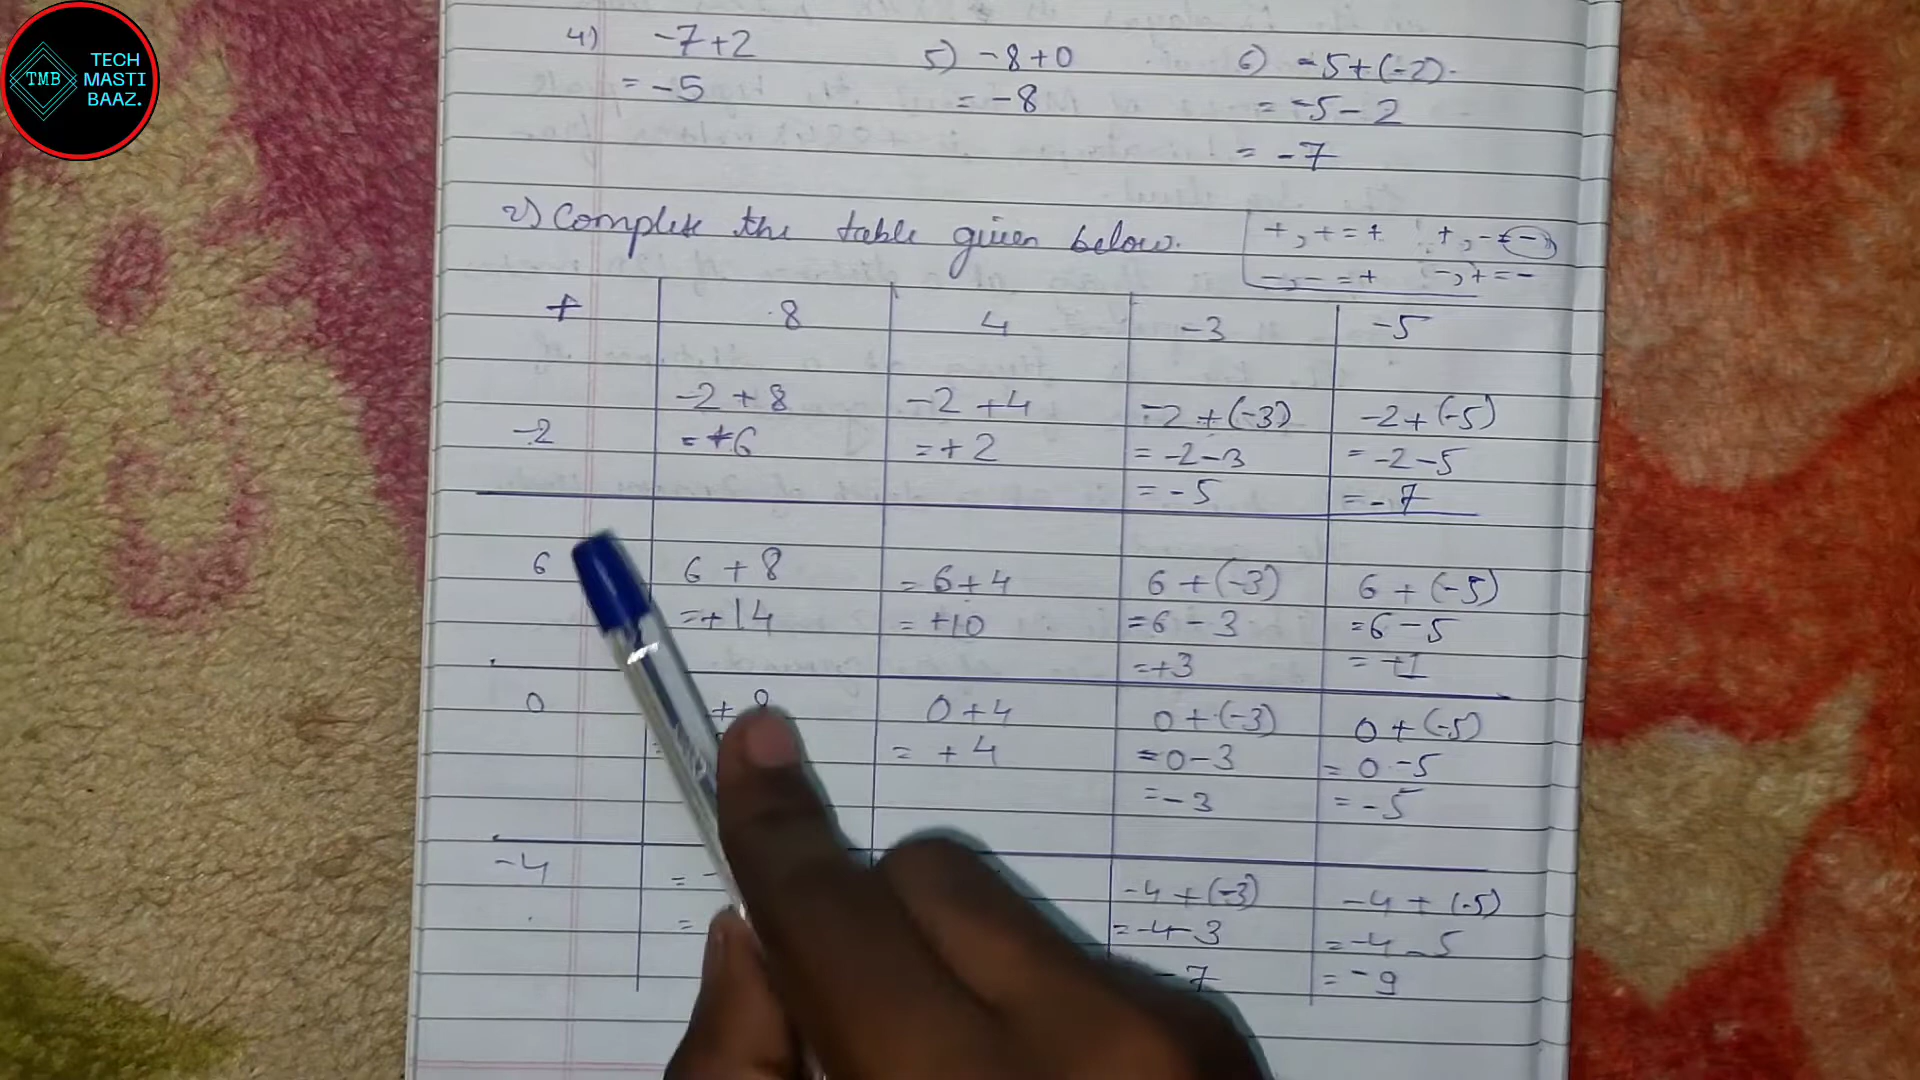 TMB
TECH
MASTI
BAAZ.
4) -7+2 5) -8+0 6) -5+(-2)
= -5 = -8 = -5-2
= -7
2) Complete the table given below.
+,+=+ +,-=-
-,-=+ -,+=-
+ 8 4 -3 -5
-2+8 -2+4 -2+(-3) -2+(-5)
-2 =+6 =+2 =-2-3 =-2-5
=-5 =-7
6 6+8 =6+4 6+(-3) 6+(-5)
=+14 =+10 =6-3 =6-5
=+3 =+1
0 + 0+4 0+(-3) 0+(-5)
= +4 =0-3 =0-5
=-3 =-5
-4 = - -4+(-3) -4+(-5)
= =-4-3 =-4-5
-7 =-9